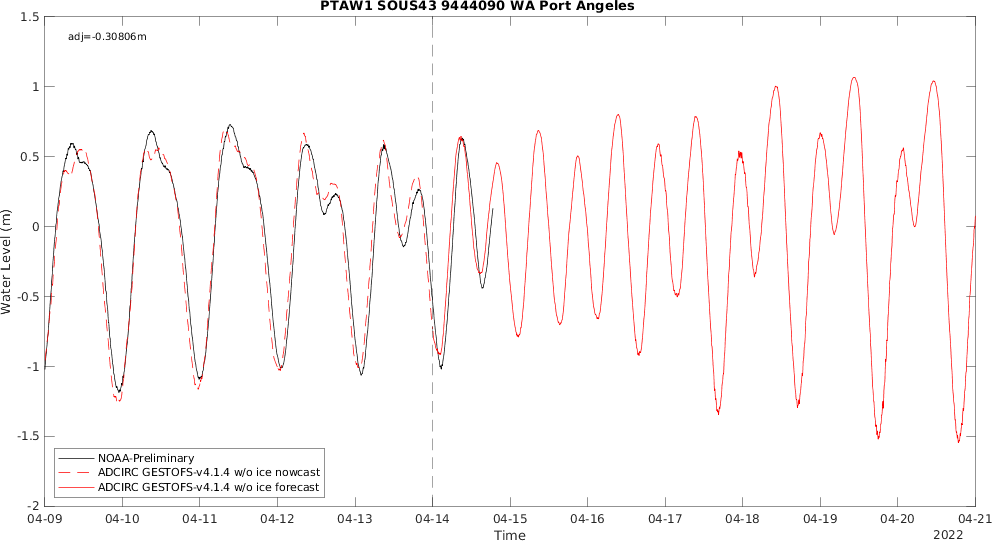 PTAW1 SOUS43 9444090 WA Port Angeles
adj=-0.30806m
1.5
1
0.5
0
-0.5
-1
-1.5
-2
Water Level (m)
NOAA-Preliminary
ADCIRC GESTOFS-v4.1.4 w/o ice nowcast
ADCIRC GESTOFS-v4.1.4 w/o ice forecast
04-09 04-10 04-11 04-12 04-13 04-14 04-15 04-16 04-17 04-18 04-19 04-20 04-21
Time
2022